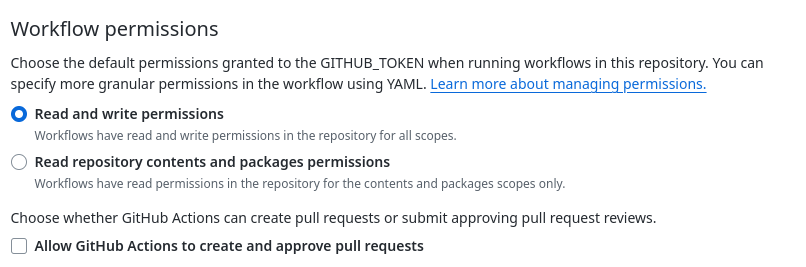 Workflow permissions
Choose the default permissions granted to the GITHUB_TOKEN when running workflows in this repository. You can
specify more granular permissions in the workflow using YAML. Learn more about managing permissions.
Read and write permissions
Workflows have read and write permissions in the repository for all scopes.
Read repository contents and packages permissions
Workflows have read permissions in the repository for the contents and packages scopes only.
Choose whether GitHub Actions can create pull requests or submit approving pull request reviews.
Allow GitHub Actions to create and approve pull requests